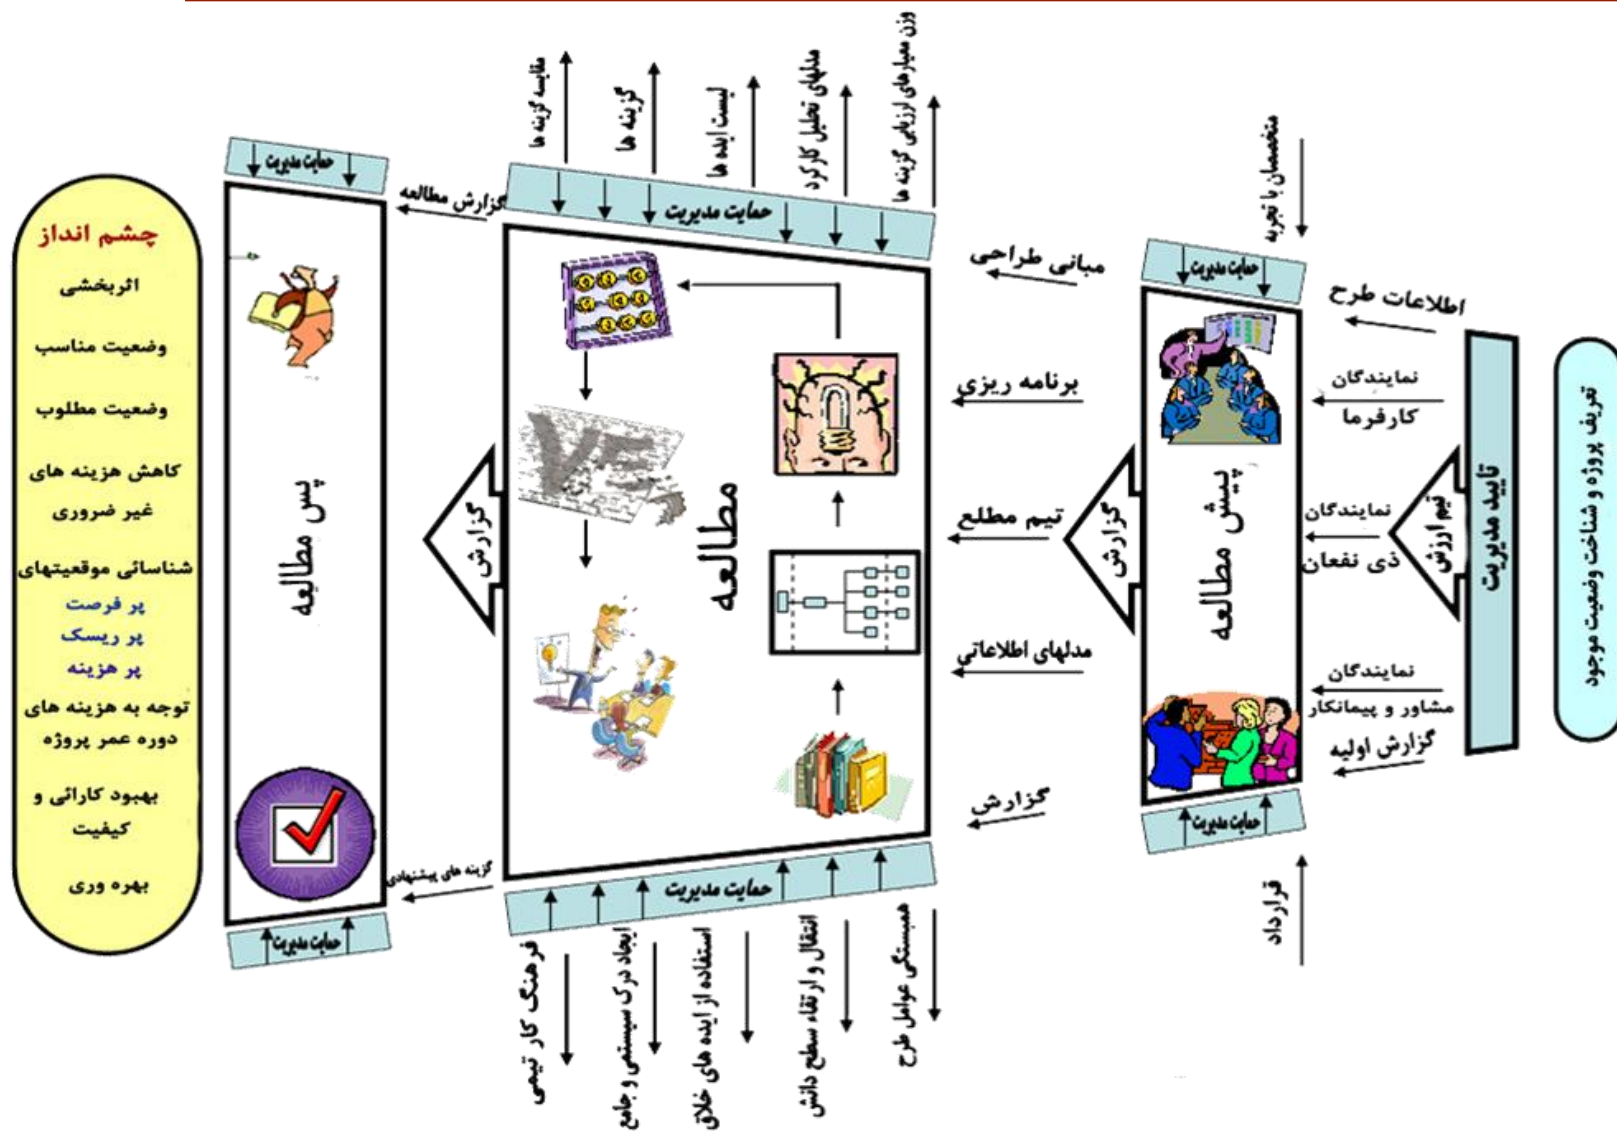 تعریف پروژه و شناخت وضعیت موجود
تایید مدیریت
تیم ارزش
اطلاعات طرح
نمایندگان
کارفرما
نمایندگان
ذی نفعان
نمایندگان
مشاور و پیمانکار
گزارش اولیه
متخصصان با تجربه
حمایت مدیریت
پیش مطالعه
حمایت مدیریت
قرارداد
گزارش
مبانی طراحی
برنامه ریزی
تیم مطلع
مدلهای اطلاعاتی
گزارش
وزن معیارهای ارزیابی گزینه ها
مدلهای تحلیل کارکرد
لیست ایده ها
گزینه ها
مقایسه گزینه ها
حمایت مدیریت
مطالعه
VE
حمایت مدیریت
همبستگی عوامل طرح
انتقال و ارتقاء سطح دانش
استفاده از ایده های خلاق
ایجاد درک سیستمی و جامع
فرهنگ کار تیمی
گزارش مطالعه
گزارش
گزینه های پیشنهادی
حمایت مدیریت
پس مطالعه
حمایت مدیریت
چشم انداز
اثربخشی
وضعیت مناسب
وضعیت مطلوب
کاهش هزینه های
غیر ضروری
شناسائی موقعیتهای
پر فرصت
پر ریسک
پر هزینه
توجه به هزینه های
دوره عمر پروژه
بهبود کارائی و
کیفیت
بهره وری